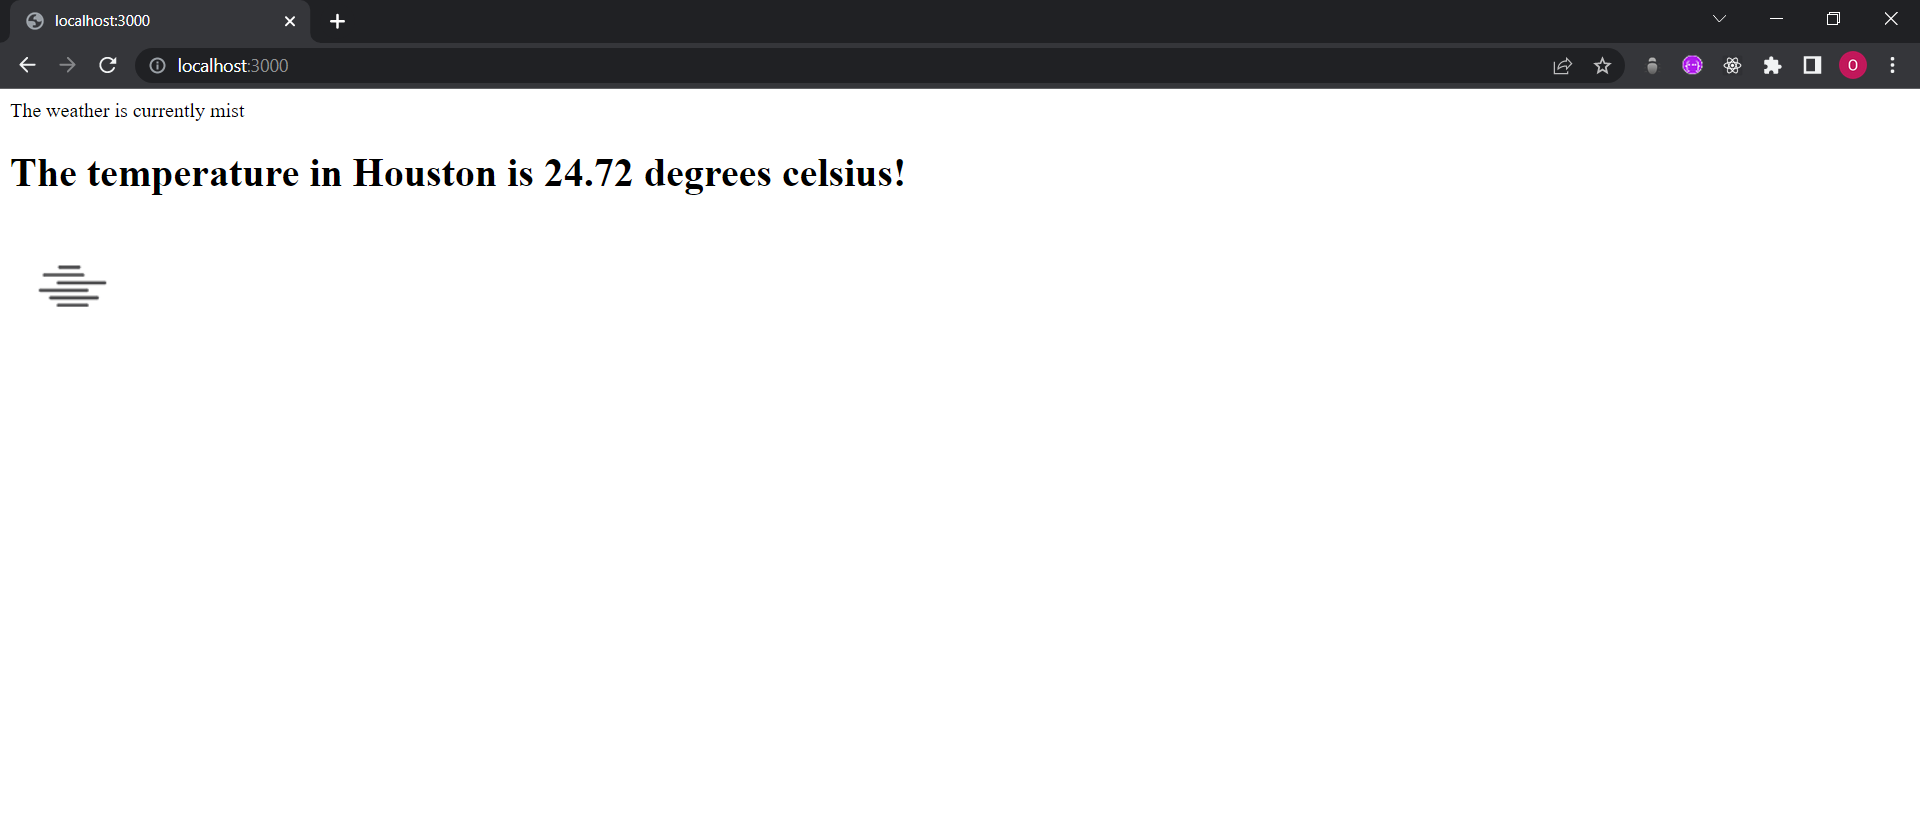 localhost:3000
localhost:3000
O
The weather is currently mist
The temperature in Houston is 24.72 degrees celsius!